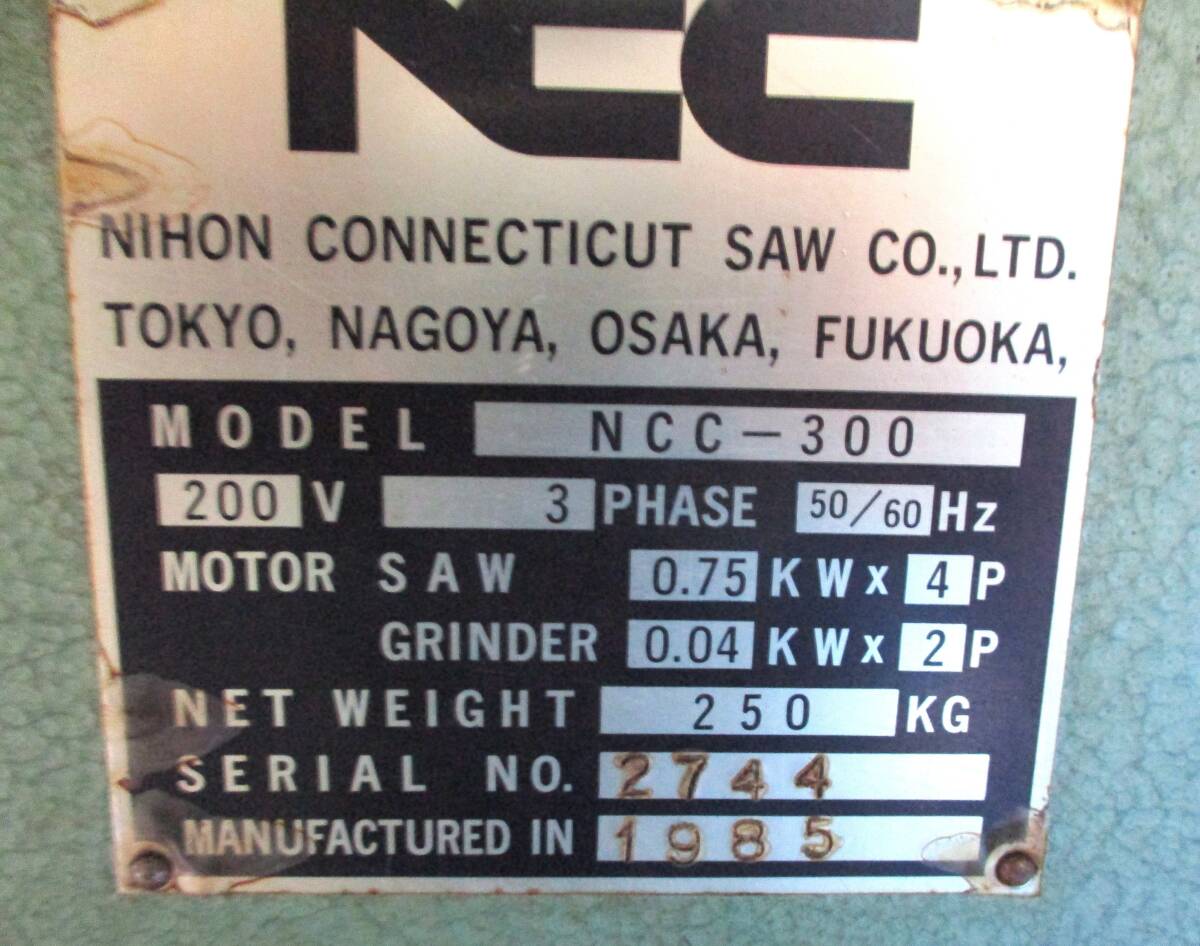 NCC
NIHON CONNECTICUT SAW CO.,LTD.
TOKYO, NAGOYA, OSAKA, FUKUOKA,
MODEL NCC-300
200 V 3 PHASE 50/60 Hz
MOTOR SAW 0.75 KWx 4 P
GRINDER 0.04 KWx 2 P
NET WEIGHT 250 KG
SERIAL NO. 2744
MANUFACTURED IN 1985